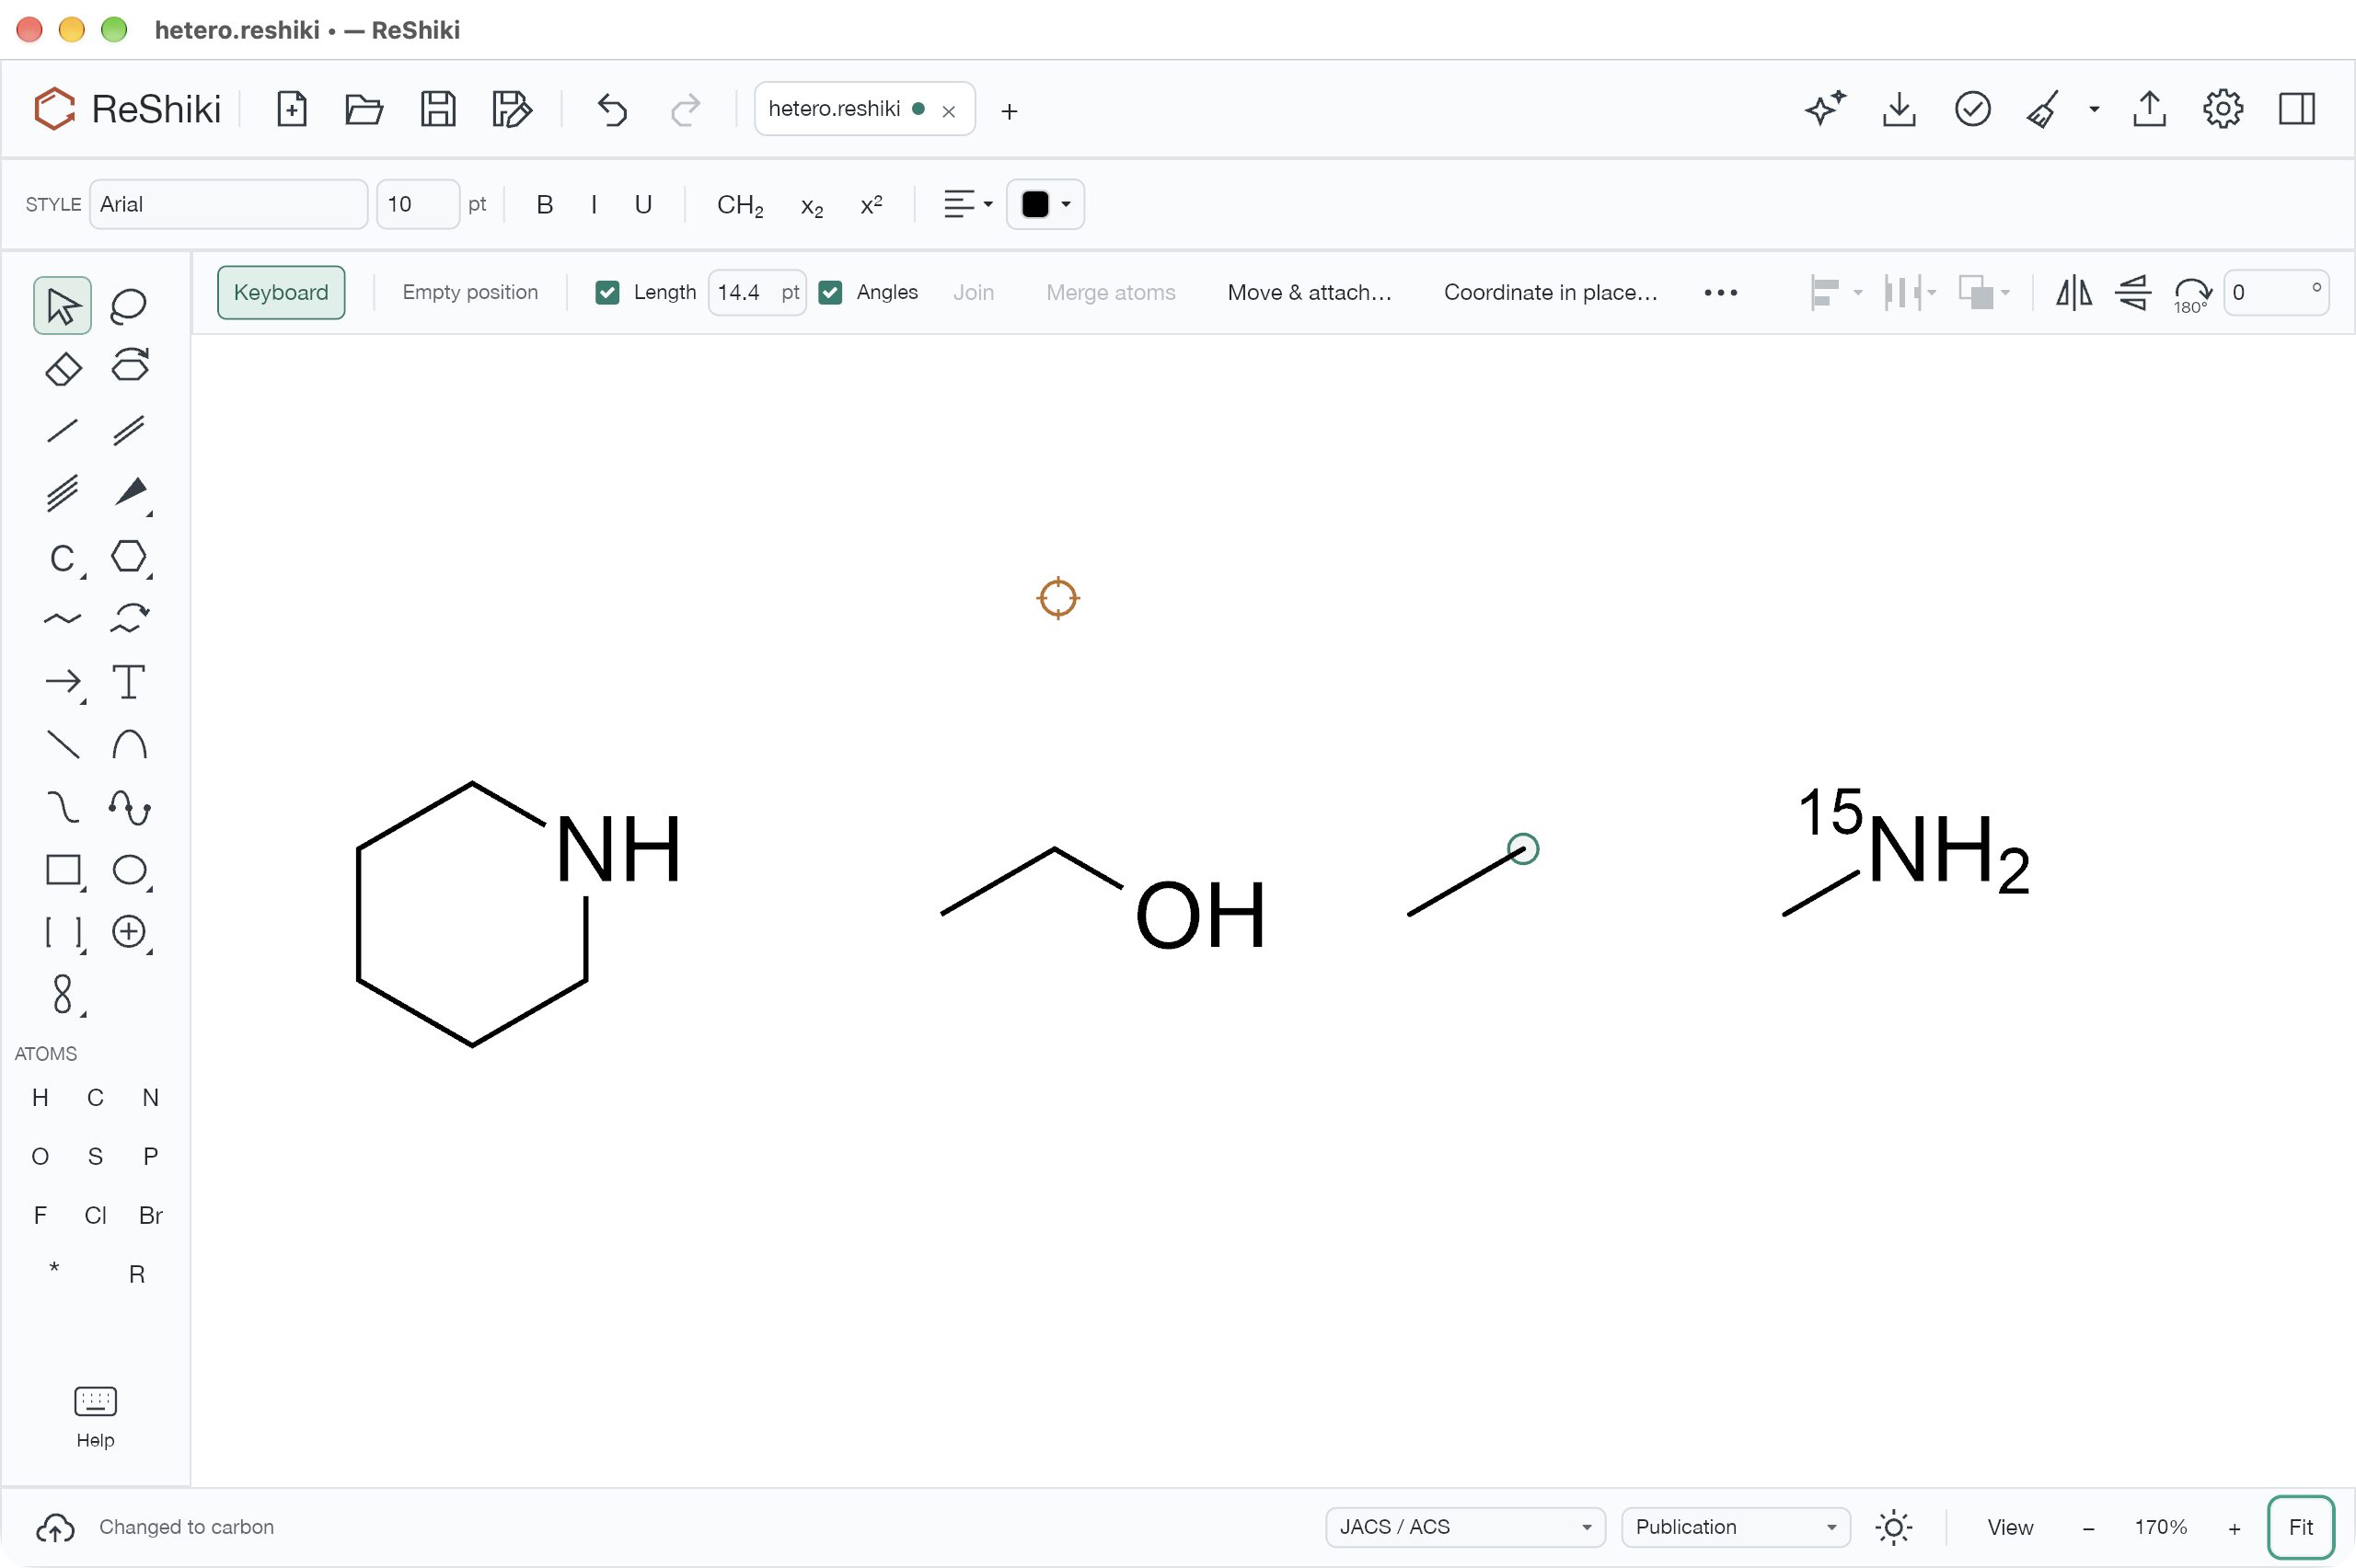 hetero.reshiki • — ReShiki
ReShiki
hetero.reshiki
STYLE Arial 10 pt B I U CH₂ x₂ x²
Keyboard Empty position Length 14.4 pt Angles Join Merge atoms Move & attach... Coordinate in place... 180° 0 °
C
T
NH
OH
¹⁵NH₂
ATOMS
H C N
O S P
F Cl Br
* R
Help
Changed to carbon JACS / ACS Publication View – 170% + Fit